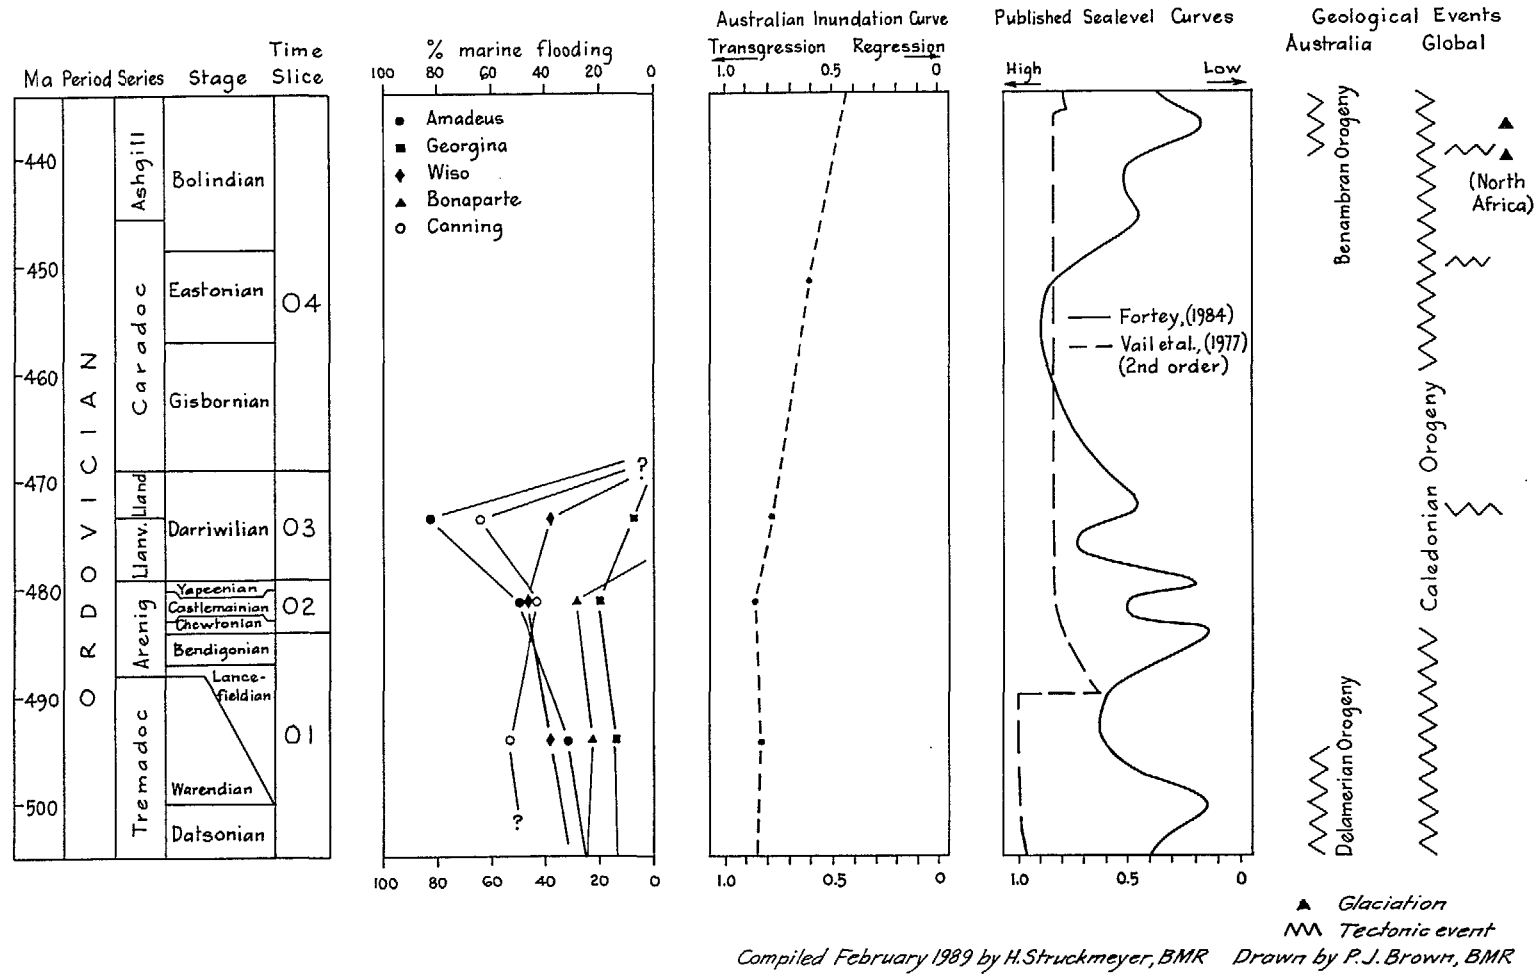 Australian Inundation Curve
Published Sealevel Curves
Geological Events
Time
% marine flooding
Transgression Regression
Australia Global
Ma Period Series Stage Slice
100 80 60 40 20 0
1.0 0.5 0
High Low
Amadeus
Georgina
Wiso
Bonaparte
Canning
440
450
460
470
480
490
500
ORDOVICIAN
Ashgill
Caradoc
Lland
Llanv.
Arenig
Tremadoc
Bolindian
Eastonian
Gisbornian
Darriwilian
Yapeenian
Castlemainian
Chewtonian
Bendigonian
Lance-
fieldian
Warendian
Datsonian
04
03
02
01
?
?
Fortey, (1984)
Vail et al., (1977)
(2nd order)
Benambran Orogeny
Delamerian Orogeny
Caledonian Orogeny
(North
Africa)
100 80 60 40 20 0
1.0 0.5 0
1.0 0.5 0
Glaciation
Tectonic event
Compiled February 1989 by H. Struckmeyer, BMR Drawn by P. J. Brown, BMR